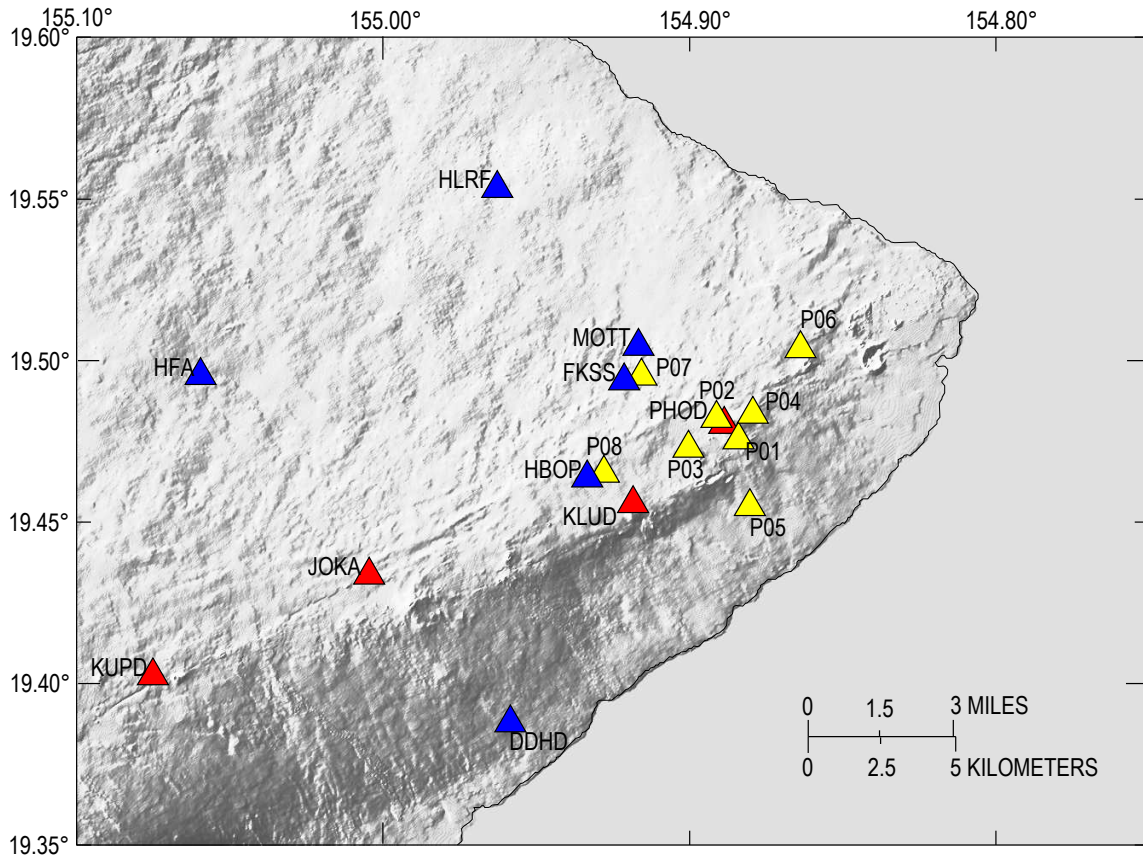 155.10° 155.00° 154.90° 154.80°
19.60°
HLRF
19.55°
P06
MOTT
19.50°
HFA
FKSS P07
P02
PHOD P04
P08 P01
HBOP P03
KLUD
19.45°
P05
JOKA
KUPD
19.40°
0 1.5 3 MILES
DDHD
0 2.5 5 KILOMETERS
19.35°